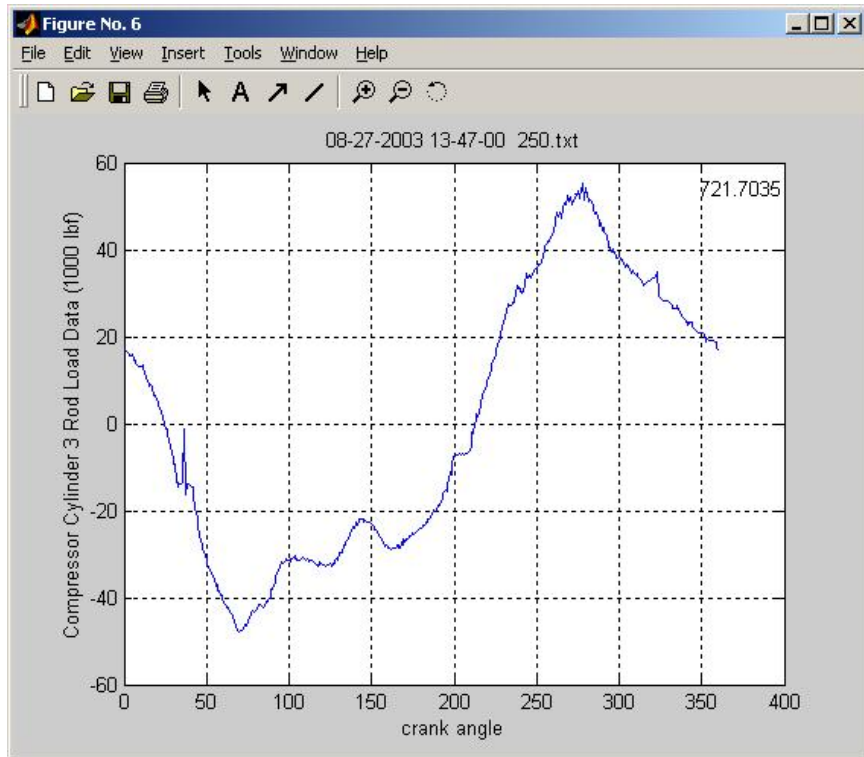 Figure No. 6
File Edit View Insert Tools Window Help
A
08-27-2003 13-47-00 250.txt
721.7035
Compressor Cylinder 3 Rod Load Data (1000 lbf)
60
40
20
0
-20
-40
-60
0 50 100 150 200 250 300 350 400
crank angle